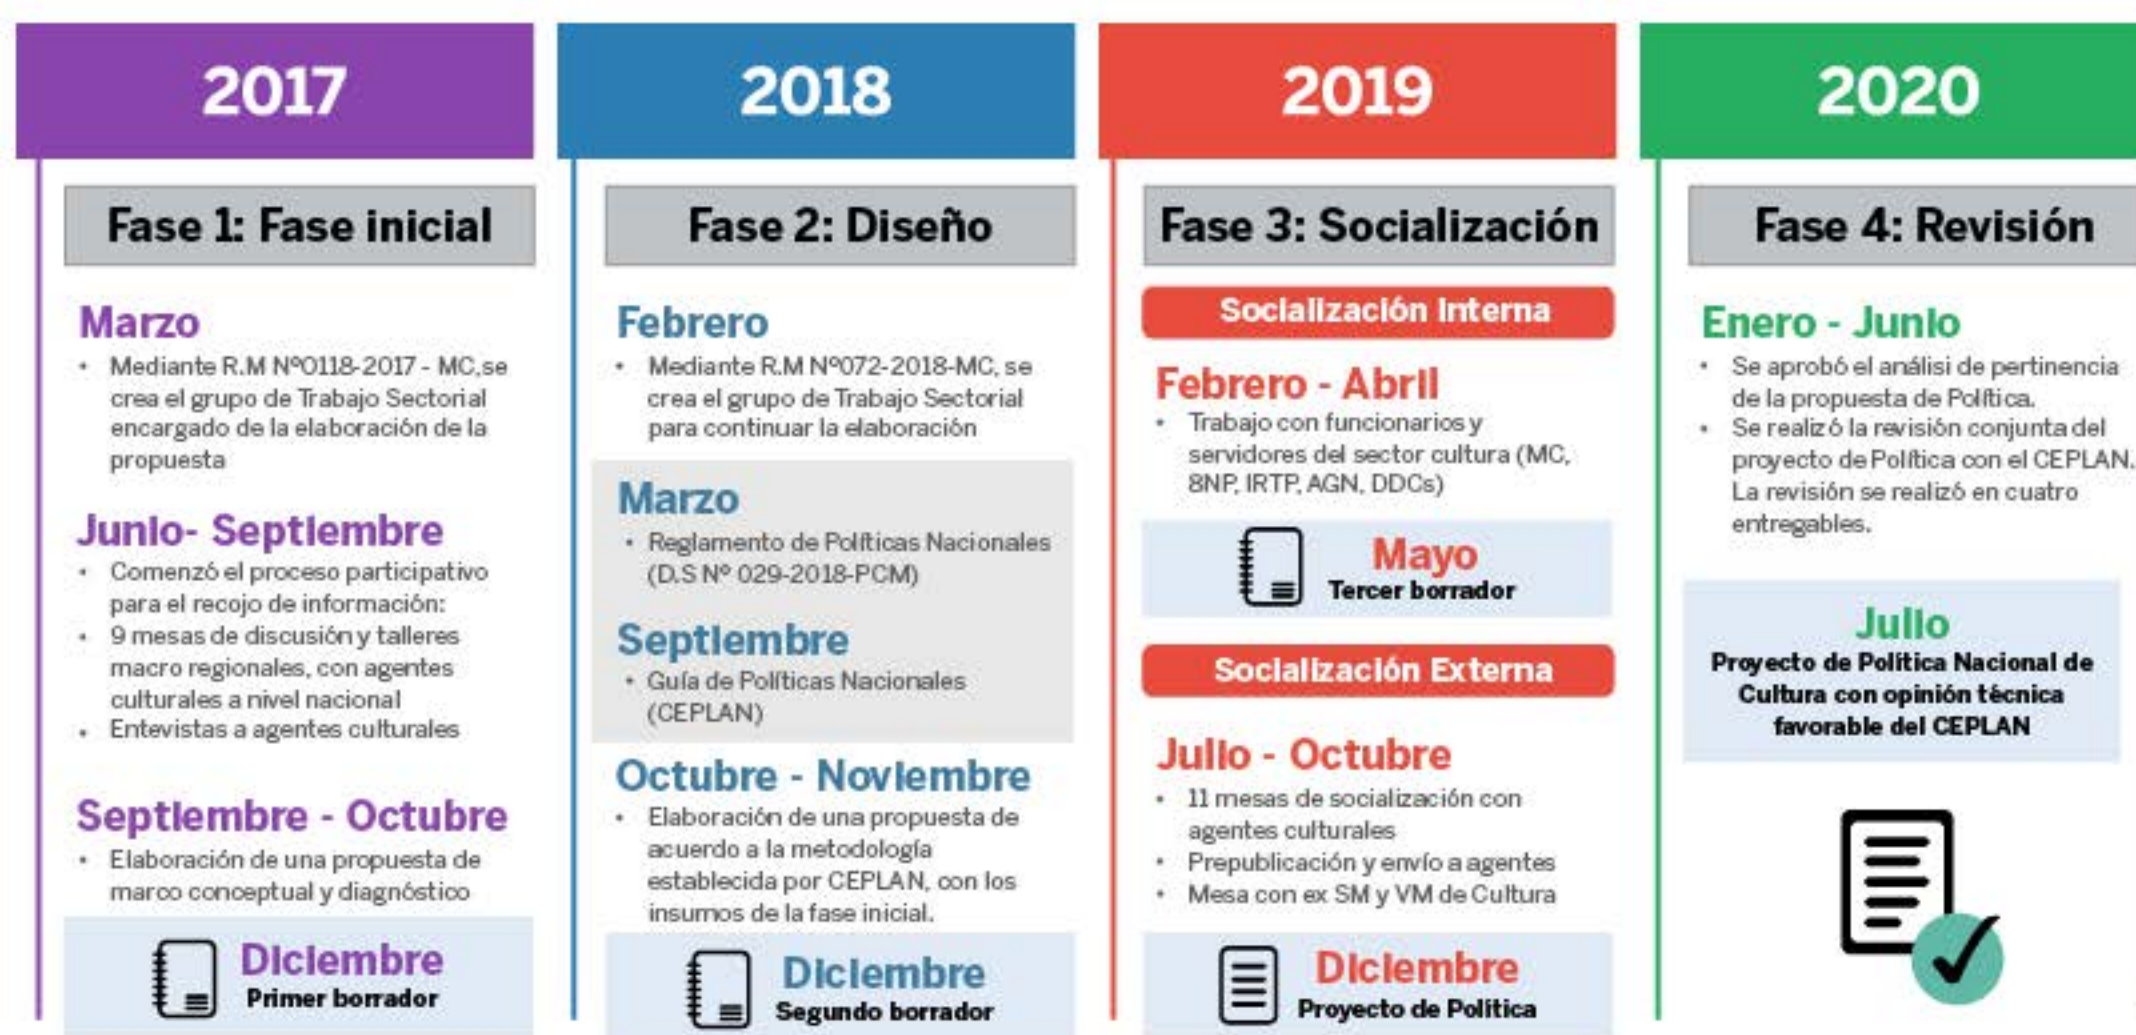 2017
Fase 1: Fase inicial
Marzo
• Mediante R.M Nº0118-2017 - MC,se
crea el grupo de Trabajo Sectorial
encargado de la elaboración de la
propuesta
Junio- Septiembre
• Comenzó el proceso participativo
para el recojo de información:
• 9 mesas de discusión y talleres
macro regionales, con agentes
culturales a nivel nacional
• Entevistas a agentes culturales
Septiembre - Octubre
• Elaboración de una propuesta de
marco conceptual y diagnóstico
Diciembre
Primer borrador
2018
Fase 2: Diseño
Febrero
• Mediante R.M Nº072-2018-MC, se
crea el grupo de Trabajo Sectorial
para continuar la elaboración
Marzo
• Reglamento de Políticas Nacionales
(D.S Nº 029-2018-PCM)
Septiembre
• Guía de Políticas Nacionales
(CEPLAN)
Octubre - Noviembre
• Elaboración de una propuesta de
acuerdo a la metodología
establecida por CEPLAN, con los
insumos de la fase inicial.
Diciembre
Segundo borrador
2019
Fase 3: Socialización
Socialización Interna
Febrero - Abril
• Trabajo con funcionarios y
servidores del sector cultura (MC,
8NP, IRTP, AGN, DDCs)
Mayo
Tercer borrador
Socialización Externa
Julio - Octubre
• 11 mesas de socialización con
agentes culturales
• Prepublicación y envío a agentes
• Mesa con ex SM y VM de Cultura
Diciembre
Proyecto de Política
2020
Fase 4: Revisión
Enero - Junio
• Se aprobó el análisi de pertinencia
de la propuesta de Política.
• Se realizó la revisión conjunta del
proyecto de Política con el CEPLAN.
La revisión se realizó en cuatro
entregables.
Julio
Proyecto de Política Nacional de
Cultura con opinión técnica
favorable del CEPLAN